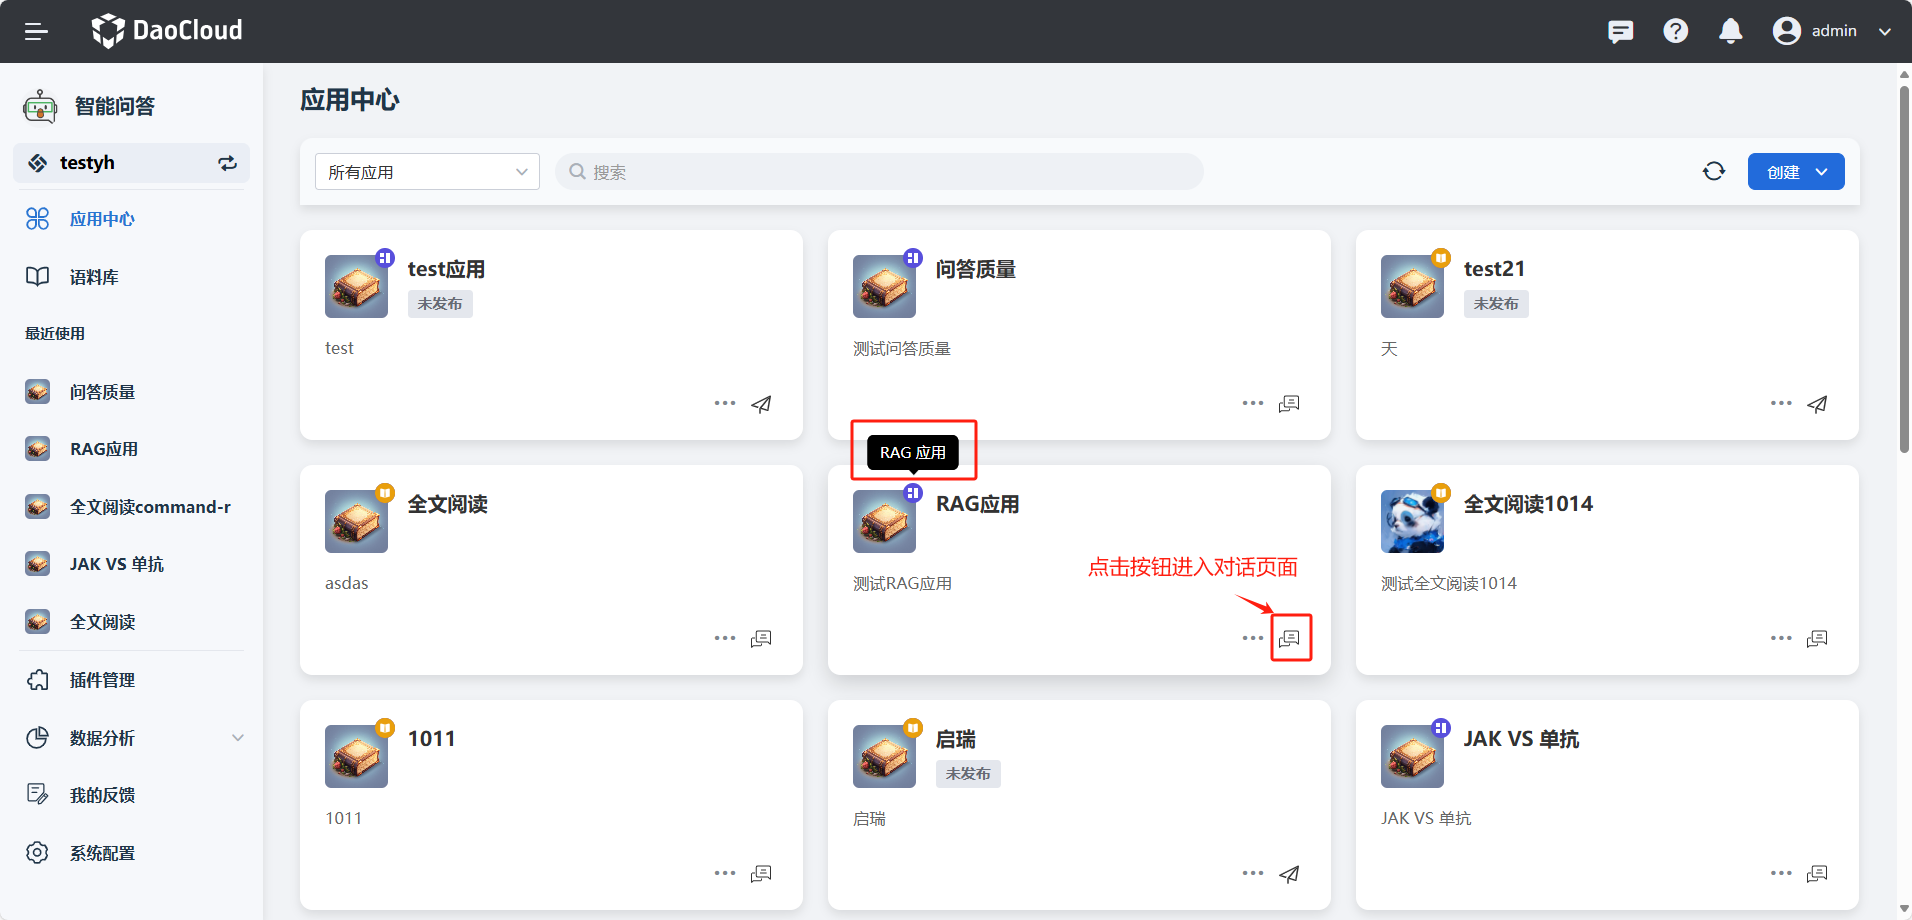 DaoCloud
admin
智能问答
testyh
应用中心
语料库
最近使用
问答质量
RAG应用
全文阅读command-r
JAK VS 单抗
全文阅读
插件管理
数据分析
我的反馈
系统配置
应用中心
所有应用
搜索
创建
test应用
未发布
test
问答质量
测试问答质量
test21
未发布
天
全文阅读
asdas
RAG 应用
RAG应用
测试RAG应用
点击按钮进入对话页面
全文阅读1014
测试全文阅读1014
1011
1011
启瑞
未发布
启瑞
JAK VS 单抗
JAK VS 单抗